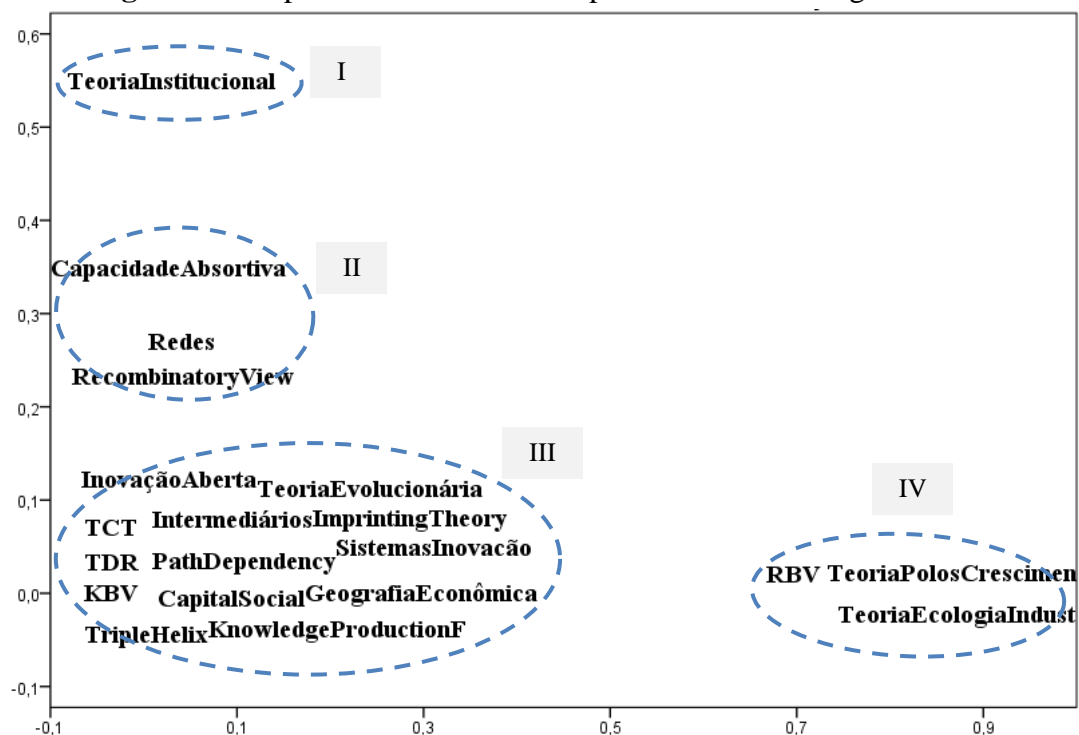 0,6
TeoriaInstitucional
I
0,5
0,4
CapacidadeAbsortiva
II
0,3
Redes
RecombinatoryView
0,2
III
InovaçãoAberta
TeoriaEvolucionária
IV
0,1
TCT
Intermediários
ImprintingTheory
SistemasInovacão
TDR
PathDependency
RBV
TeoriaPolosCrescimen
0,0
KBV
CapitalSocial
GeografiaEconômica
TeoriaEcologiaIndust
TripleHelix
KnowledgeProductionF
-0,1
-0,1
0,1
0,3
0,5
0,7
0,9